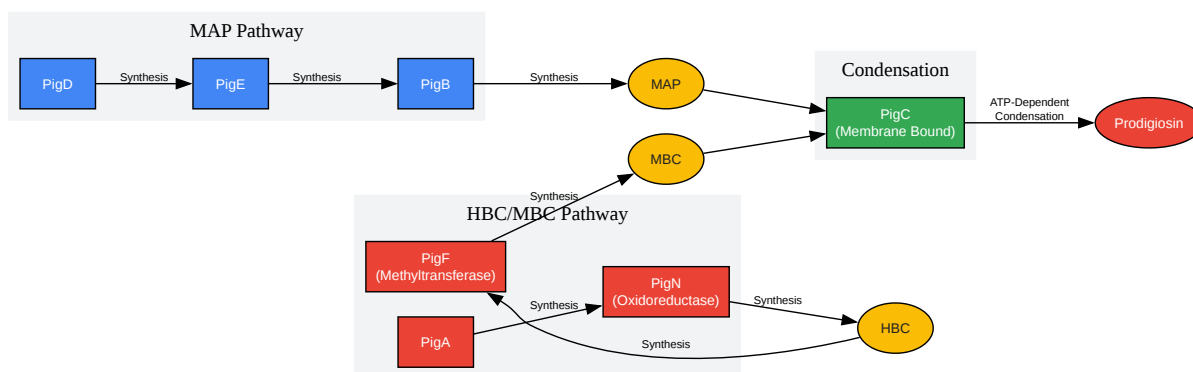 MAP Pathway
PigD
Synthesis
PigE
Synthesis
PigB
Synthesis
MAP
Condensation
PigC
(Membrane Bound)
ATP-Dependent
Condensation
Prodigiosin
MBC
Synthesis
HBC/MBC Pathway
PigF
(Methyltransferase)
PigN
(Oxidoreductase)
Synthesis
Synthesis
HBC
PigA
Synthesis